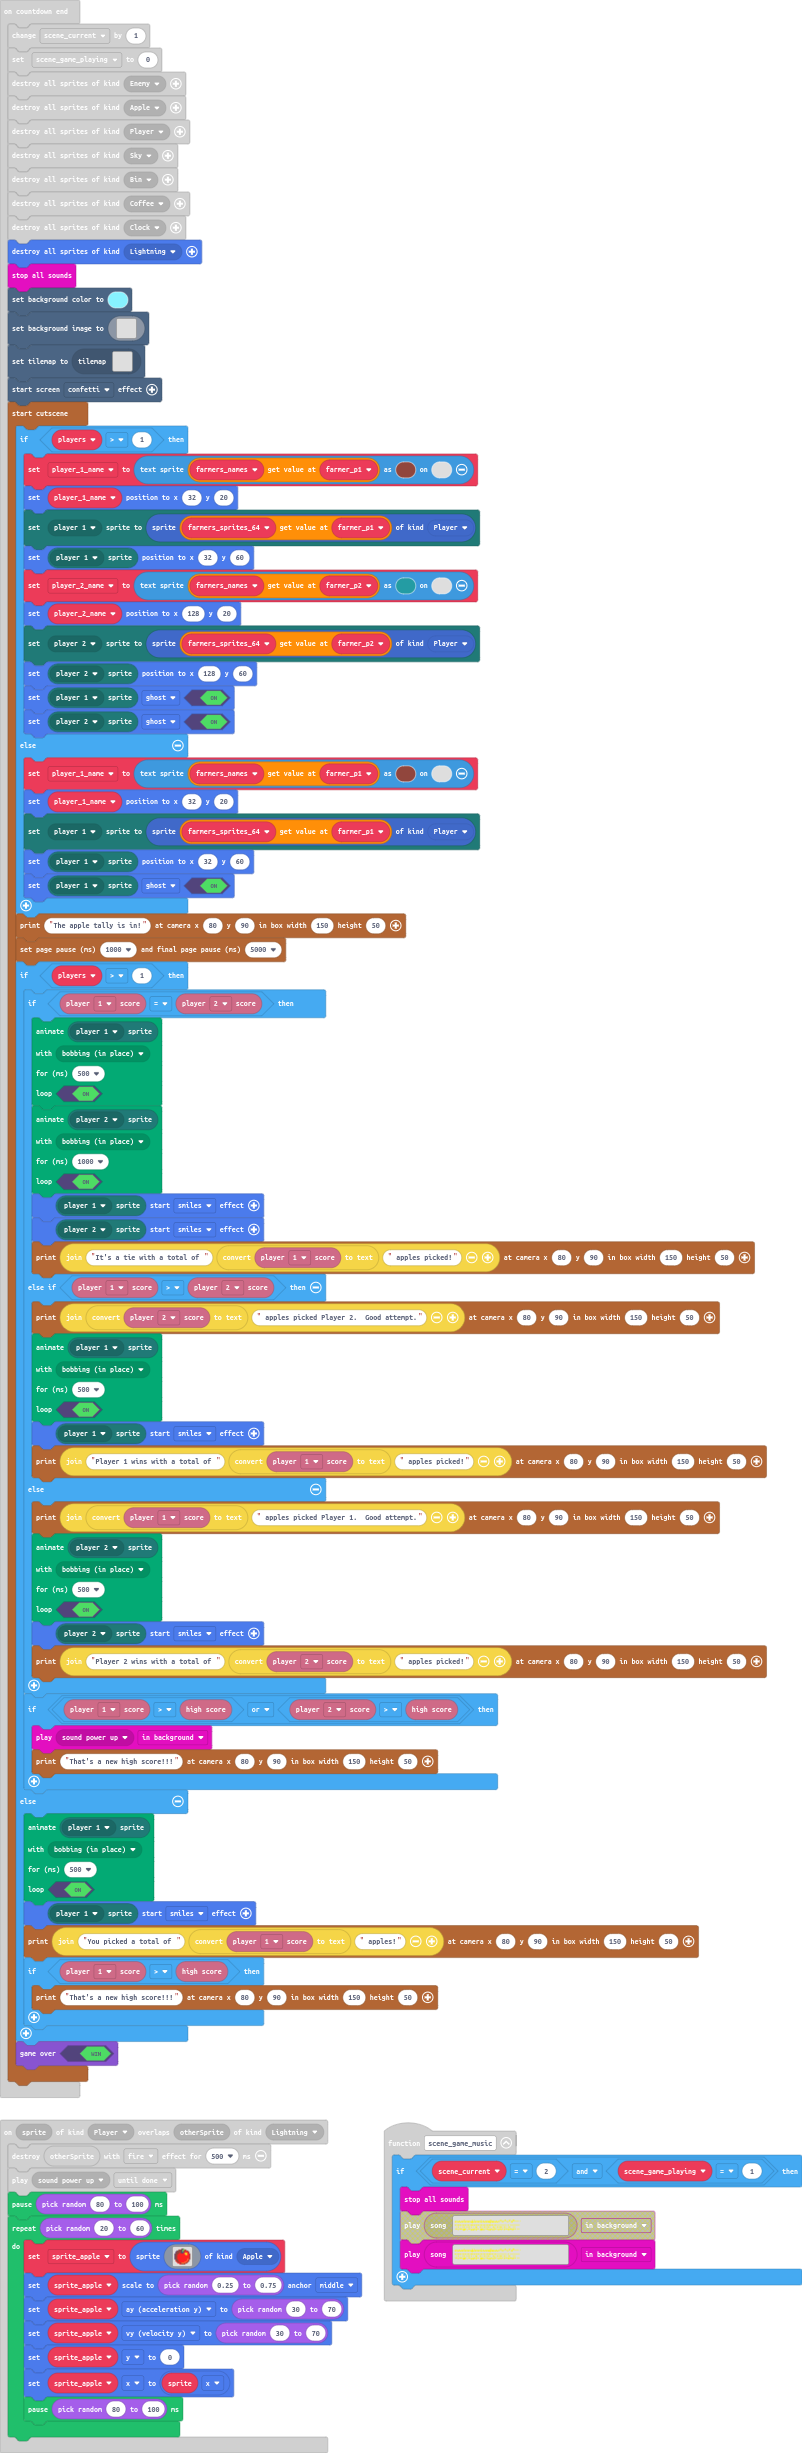 on countdown end
change scene_current ▾ by 1
set scene_game_playing ▾ to 0
destroy all sprites of kind Enemy ▾
destroy all sprites of kind Apple ▾
destroy all sprites of kind Player ▾
destroy all sprites of kind Sky ▾
destroy all sprites of kind Bin ▾
destroy all sprites of kind Coffee ▾
destroy all sprites of kind Clock ▾
destroy all sprites of kind Lightning ▾
stop all sounds
set background color to
set background image to
set tilemap to tilemap
start screen confetti ▾ effect
start cutscene
if players ▾ > ▾ 1 then
set player_1_name ▾ to text sprite farmers_names ▾ get value at farmer_p1 ▾ as on
set player_1_name ▾ position to x 32 y 20
set player 1 ▾ sprite to sprite farmers_sprites_64 ▾ get value at farmer_p1 ▾ of kind Player ▾
set player 1 ▾ sprite position to x 32 y 60
set player_2_name ▾ to text sprite farmers_names ▾ get value at farmer_p2 ▾ as on
set player_2_name ▾ position to x 128 y 20
set player 2 ▾ sprite to sprite farmers_sprites_64 ▾ get value at farmer_p2 ▾ of kind Player ▾
set player 2 ▾ sprite position to x 128 y 60
set player 1 ▾ sprite ghost ▾ ON
set player 2 ▾ sprite ghost ▾ ON
else
set player_1_name ▾ to text sprite farmers_names ▾ get value at farmer_p1 ▾ as on
set player_1_name ▾ position to x 32 y 20
set player 1 ▾ sprite to sprite farmers_sprites_64 ▾ get value at farmer_p1 ▾ of kind Player ▾
set player 1 ▾ sprite position to x 32 y 60
set player 1 ▾ sprite ghost ▾ ON
print "The apple tally is in!" at camera x 80 y 90 in box width 150 height 50
set page pause (ms) 1000 ▾ and final page pause (ms) 5000 ▾
if players ▾ > ▾ 1 then
if player 1 ▾ score = ▾ player 2 ▾ score then
animate player 1 ▾ sprite
with bobbing (in place) ▾
for (ms) 500 ▾
loop ON
animate player 2 ▾ sprite
with bobbing (in place) ▾
for (ms) 1000 ▾
loop ON
player 1 ▾ sprite start smiles ▾ effect
player 2 ▾ sprite start smiles ▾ effect
print join "It's a tie with a total of " convert player 1 ▾ score to text " apples picked!" at camera x 80 y 90 in box width 150 height 50
else if player 1 ▾ score > ▾ player 2 ▾ score then
print join convert player 2 ▾ score to text " apples picked Player 2.  Good attempt." at camera x 80 y 90 in box width 150 height 50
animate player 1 ▾ sprite
with bobbing (in place) ▾
for (ms) 500 ▾
loop ON
player 1 ▾ sprite start smiles ▾ effect
print join "Player 1 wins with a total of " convert player 1 ▾ score to text " apples picked!" at camera x 80 y 90 in box width 150 height 50
else
print join convert player 1 ▾ score to text " apples picked Player 1.  Good attempt." at camera x 80 y 90 in box width 150 height 50
animate player 2 ▾ sprite
with bobbing (in place) ▾
for (ms) 500 ▾
loop ON
player 2 ▾ sprite start smiles ▾ effect
print join "Player 2 wins with a total of " convert player 2 ▾ score to text " apples picked!" at camera x 80 y 90 in box width 150 height 50
if player 1 ▾ score > ▾ high score or ▾ player 2 ▾ score > ▾ high score then
play sound power up ▾ in background ▾
print "That's a new high score!!!" at camera x 80 y 90 in box width 150 height 50
else
animate player 1 ▾ sprite
with bobbing (in place) ▾
for (ms) 500 ▾
loop ON
player 1 ▾ sprite start smiles ▾ effect
print join "You picked a total of " convert player 1 ▾ score to text " apples!" at camera x 80 y 90 in box width 150 height 50
if player 1 ▾ score > ▾ high score then
print "That's a new high score!!!" at camera x 80 y 90 in box width 150 height 50
game over WIN
on sprite of kind Player ▾ overlaps otherSprite of kind Lightning ▾
destroy otherSprite with fire ▾ effect for 500 ▾ ms
play sound power up ▾ until done ▾
pause pick random 80 to 100 ms
repeat pick random 20 to 60 times
do
set sprite_apple ▾ to sprite of kind Apple ▾
set sprite_apple ▾ scale to pick random 0.25 to 0.75 anchor middle ▾
set sprite_apple ▾ ay (acceleration y) ▾ to pick random 30 to 70
set sprite_apple ▾ vy (velocity y) ▾ to pick random 30 to 70
set sprite_apple ▾ y ▾ to 0
set sprite_apple ▾ x ▾ to sprite x ▾
pause pick random 80 to 100 ms
function scene_game_music
if scene_current ▾ = ▾ 2 and ▾ scene_game_playing ▾ = ▾ 1 then
stop all sounds
play song in background ▾
play song in background ▾